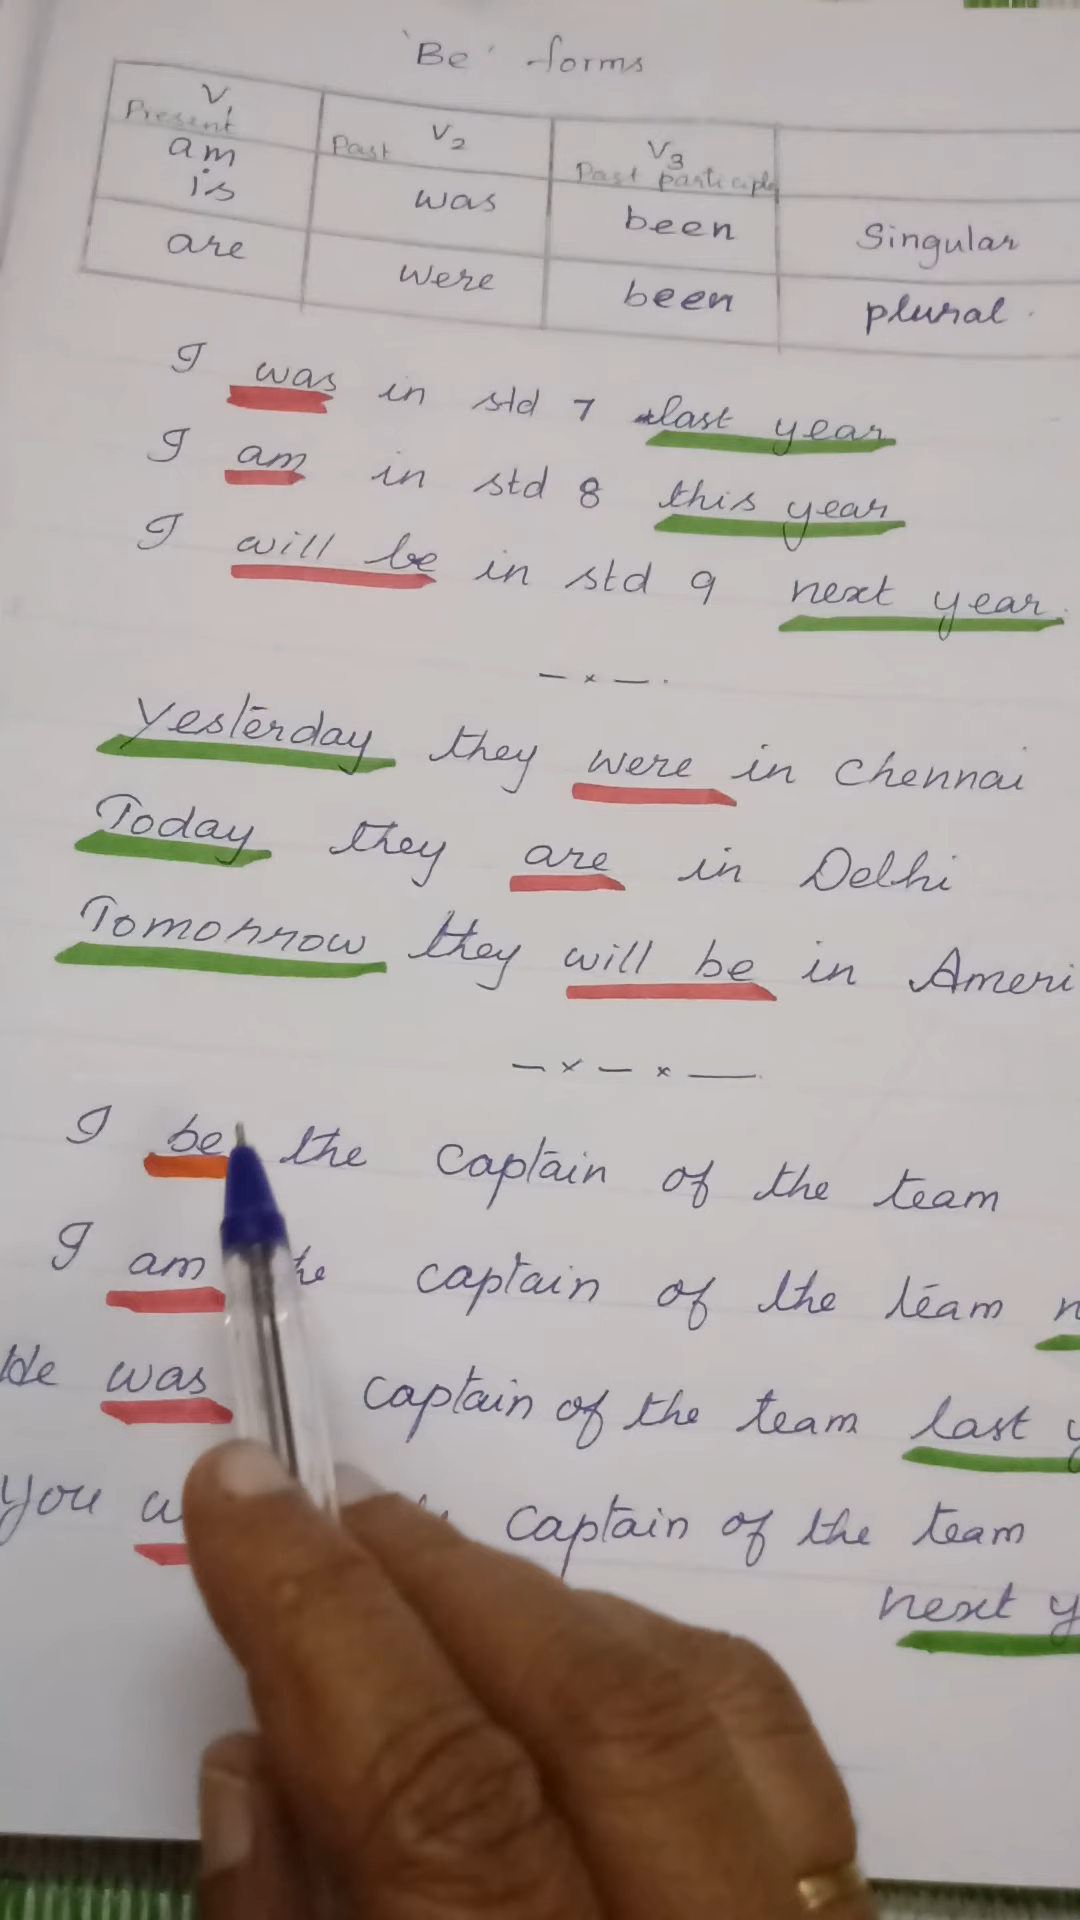 'Be' forms
V1 V2 V3
Present Past Past participle
am
is was been Singular
are were been plural.
I was in std 7 last year
I am in std 8 this year
I will be in std 9 next year.
— x — .
Yesterday they were in Chennai
Today they are in Delhi
Tomorrow they will be in Ameri
— x — x —
I be the captain of the team
I am captain of the team
He was captain of the team last
You captain of the team
next